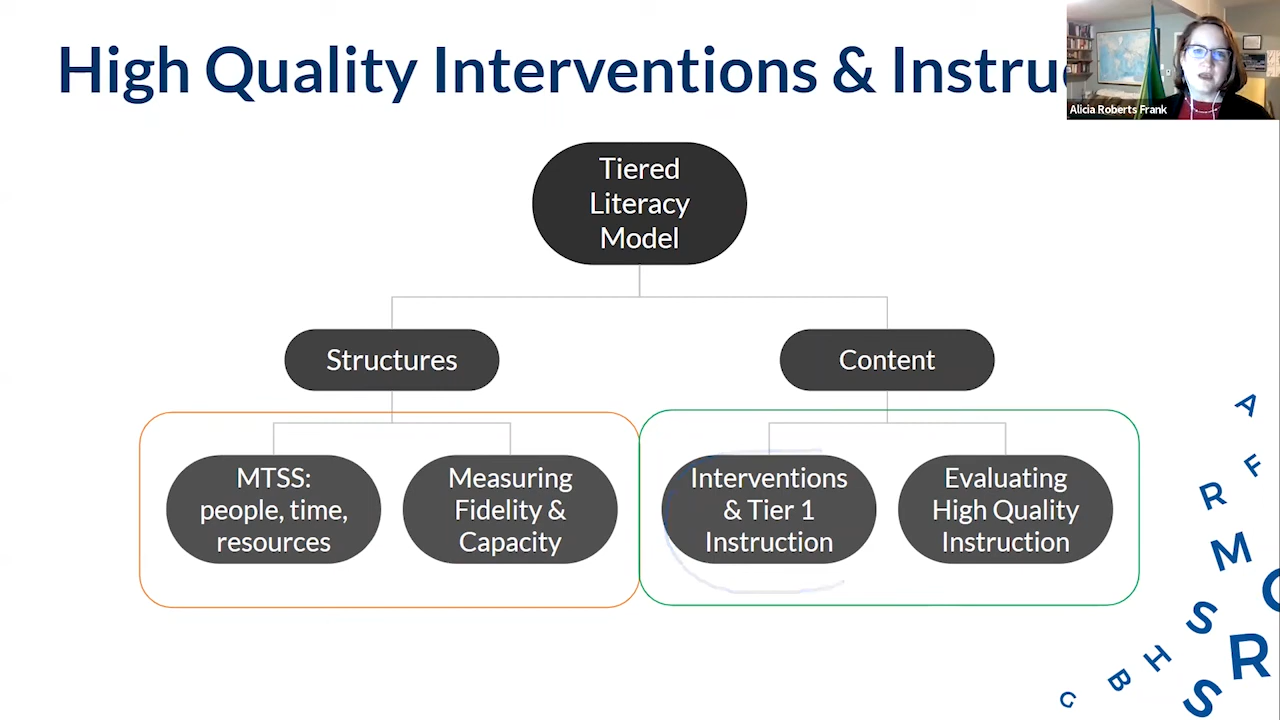 High Quality Interventions & Instru
Alicia Roberts Frank
Tiered
Literacy
Model
Structures
Content
MTSS:
people, time,
resources
Measuring
Fidelity &
Capacity
Interventions
& Tier 1
Instruction
Evaluating
High Quality
Instruction
A
F
R
M
S
R
H
B
G
S